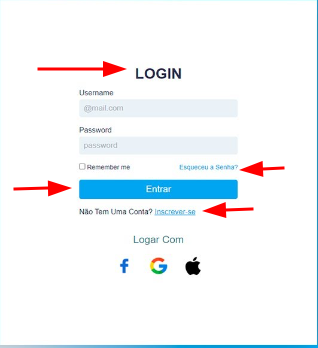 LOGIN
Username
@mail.com
Password
password
Remember me
Esqueceu a Senha?
Entrar
Não Tem Uma Conta? Inscrever-se
Logar Com